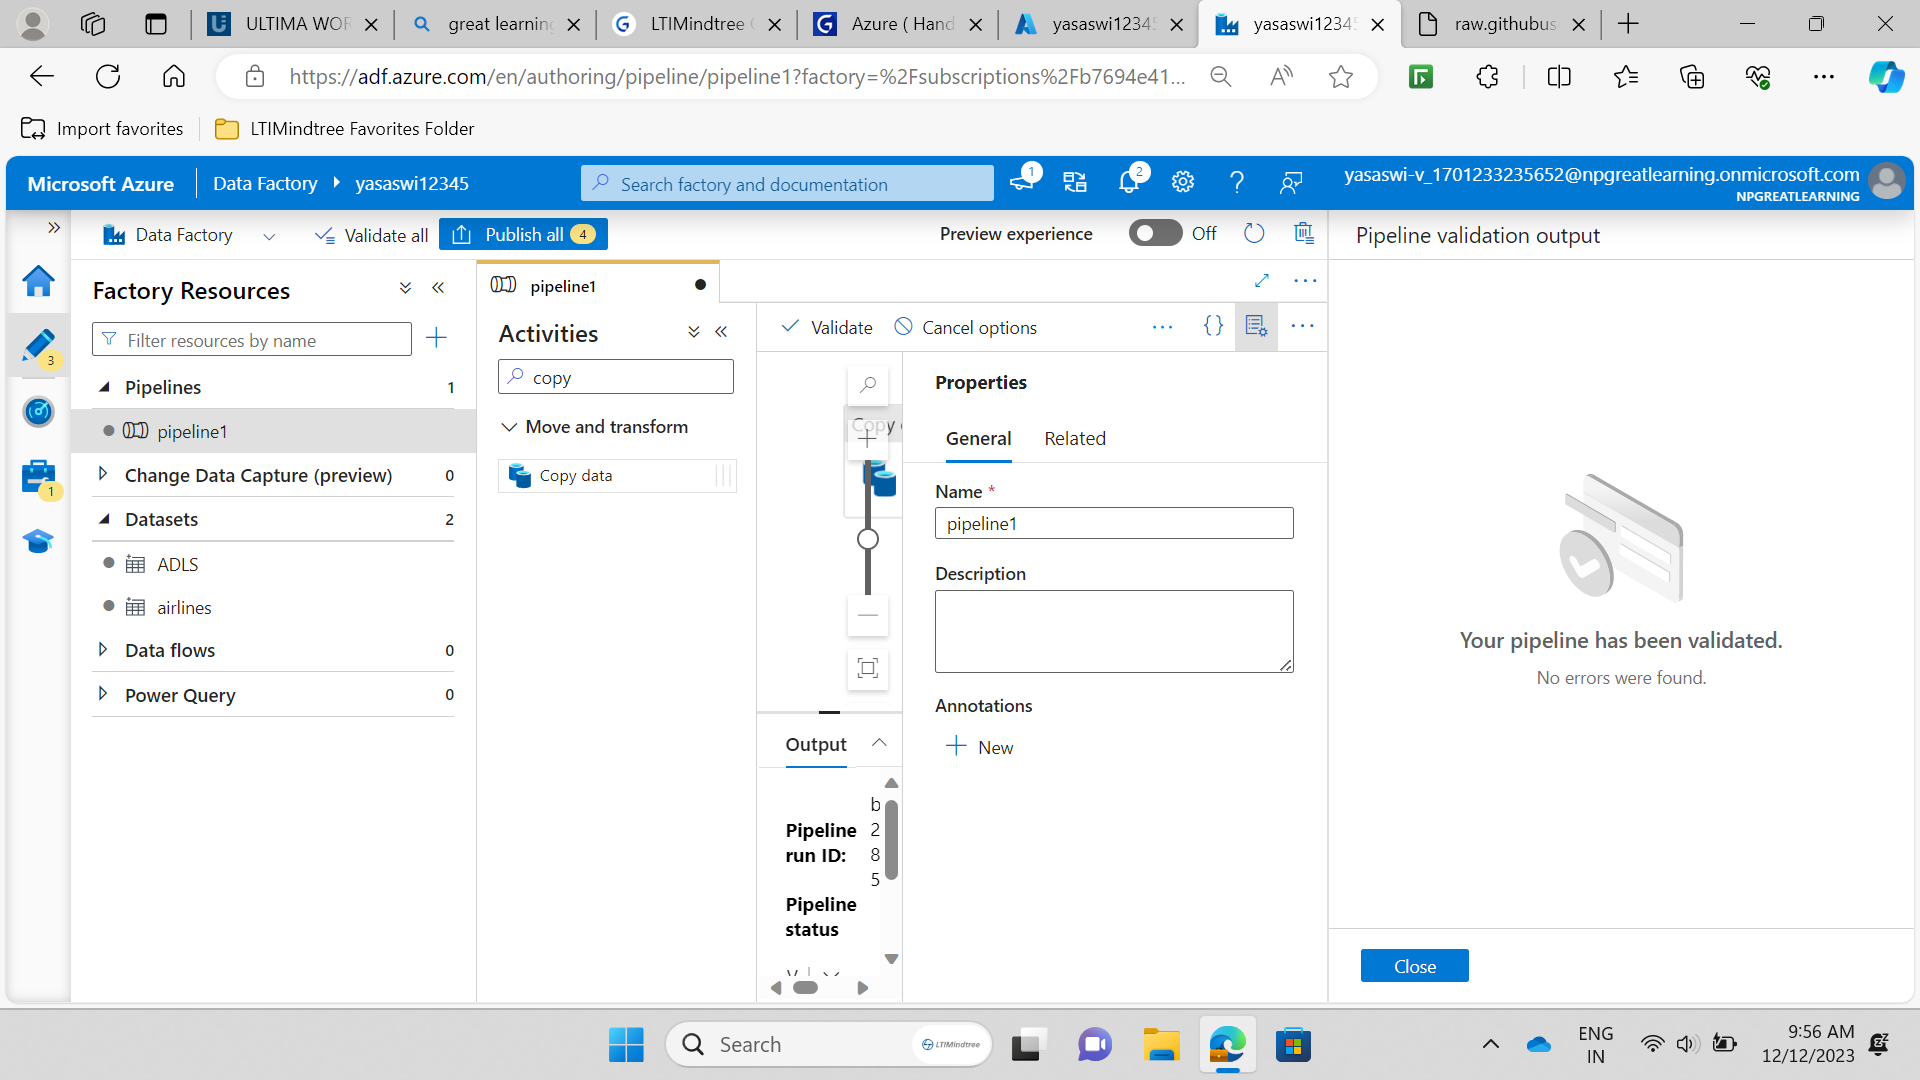 ULTIMA WOR
great learning
LTIMindtree
Azure ( Hand
yasaswi1234
yasaswi1234
raw.githubus
https://adf.azure.com/en/authoring/pipeline/pipeline1?factory=%2Fsubscriptions%2Fb7694e41...
Import favorites
LTIMindtree Favorites Folder
Microsoft Azure
Data Factory
yasaswi12345
Search factory and documentation
1
2
yasaswi-v_1701233235652@npgreatlearning.onmicrosoft.com
NPGREATLEARNING
Data Factory
Validate all
Publish all 4
Preview experience
Off
Pipeline validation output
3
1
Factory Resources
Filter resources by name
Pipelines 1
pipeline1
Change Data Capture (preview) 0
Datasets 2
ADLS
airlines
Data flows 0
Power Query 0
pipeline1
Activities
copy
Move and transform
Copy data
Validate
Cancel options
{}
Copy
Output
Pipeline run ID:
b
2
8
5
Pipeline status
Properties
General
Related
Name *
pipeline1
Description
Annotations
New
Your pipeline has been validated.
No errors were found.
Close
Search
LTIMindtree
ENG
IN
9:56 AM
12/12/2023